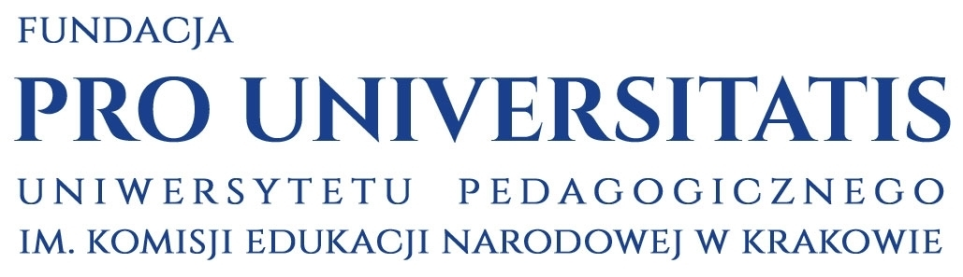 FUNDACJA
PRO UNIVERSITATIS
UNIWERSYTETU PEDAGOGICZNEGO
IM. KOMISJI EDUKACJI NARODOWEJ W KRAKOWIE